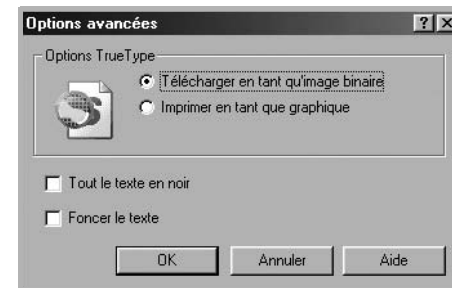 Options avancées
Options TrueType
Télécharger en tant qu'image binaire
Imprimer en tant que graphique
Tout le texte en noir
Foncer le texte
OK Annuler Aide